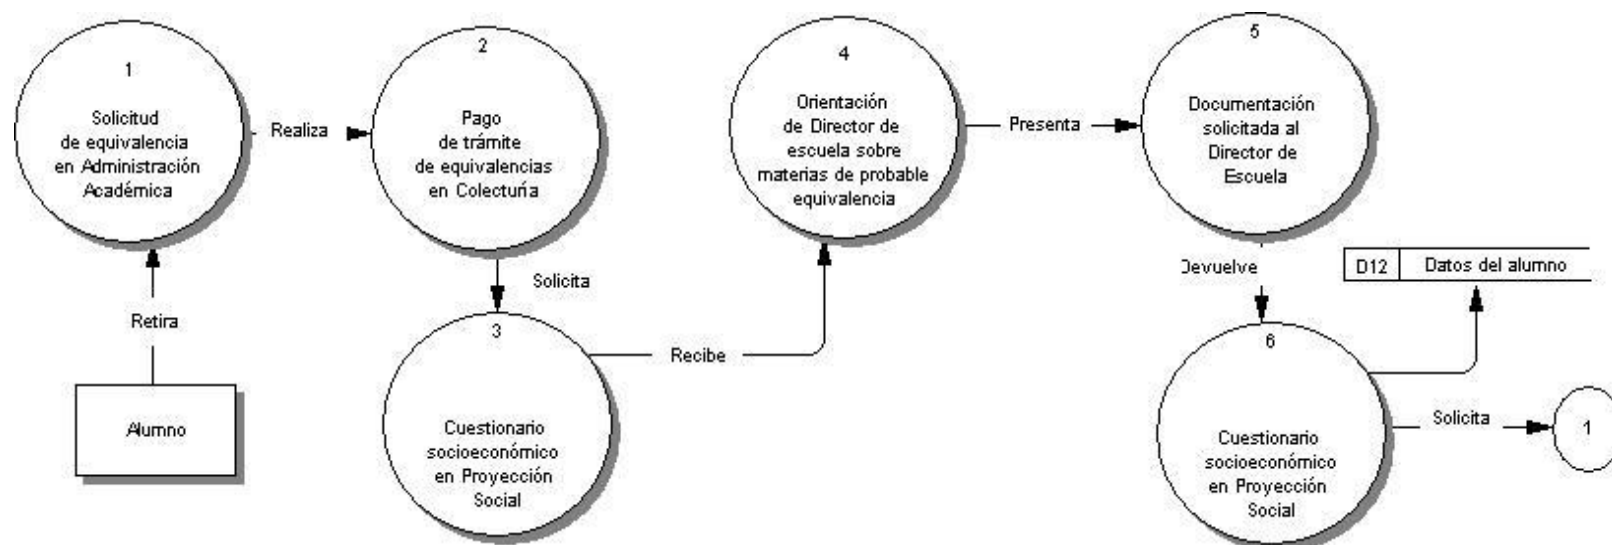 1
Solicitud
de equivalencia
en Administración
Académica
Realiza
2
Pago
de trámite
de equivalencias
en Colecturía
4
Orientación
de Director de
escuela sobre
materias de probable
equivalencia
Presenta
5
Documentación
solicitada al
Director de
Escuela
Retira
Alumno
Solicita
3
Cuestionario
socioeconómico
en Proyección
Social
Recibe
Devuelve
D12 Datos del alumno
6
Cuestionario
socioeconómico
en Proyección
Social
Solicita
1